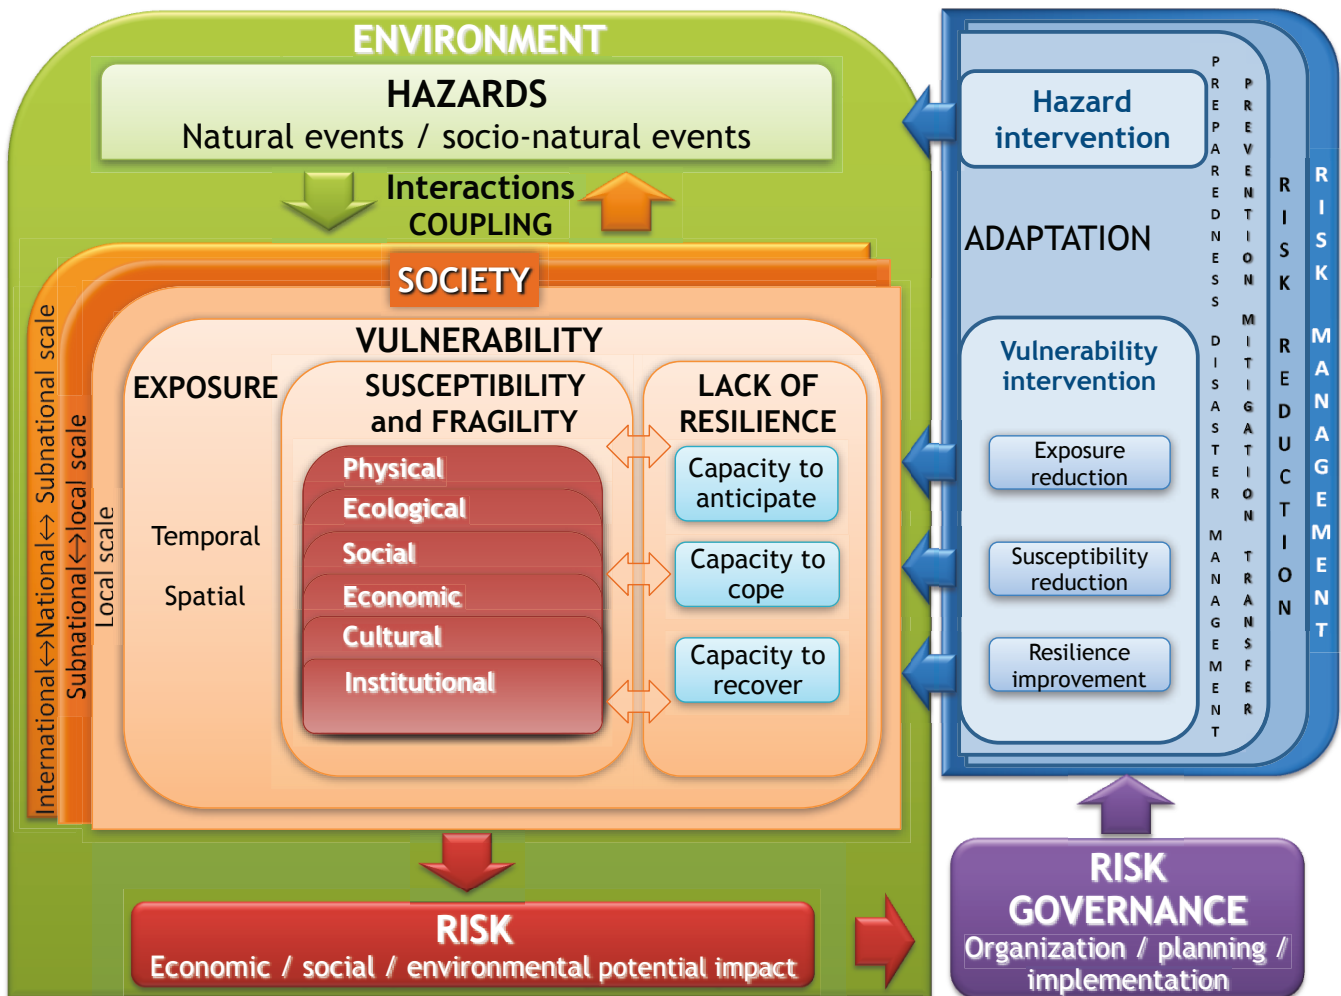 ENVIRONMENT
HAZARDS
Natural events / socio-natural events
Interactions
COUPLING
SOCIETY
International↔National↔ Subnational scale
Subnational↔local scale
Local scale
VULNERABILITY
EXPOSURE
Temporal
Spatial
SUSCEPTIBILITY
and FRAGILITY
Physical
Ecological
Social
Economic
Cultural
Institutional
LACK OF
RESILIENCE
Capacity to
anticipate
Capacity to
cope
Capacity to
recover
RISK
Economic / social / environmental potential impact
Hazard
intervention
ADAPTATION
Vulnerability
intervention
Exposure
reduction
Susceptibility
reduction
Resilience
improvement
PREPAREDNESS DISASTER MANAGEMENT
PREVENTION MITIGATION TRANSFER
RISK REDUCTION
RISK MANAGEMENT
RISK
GOVERNANCE
Organization / planning /
implementation